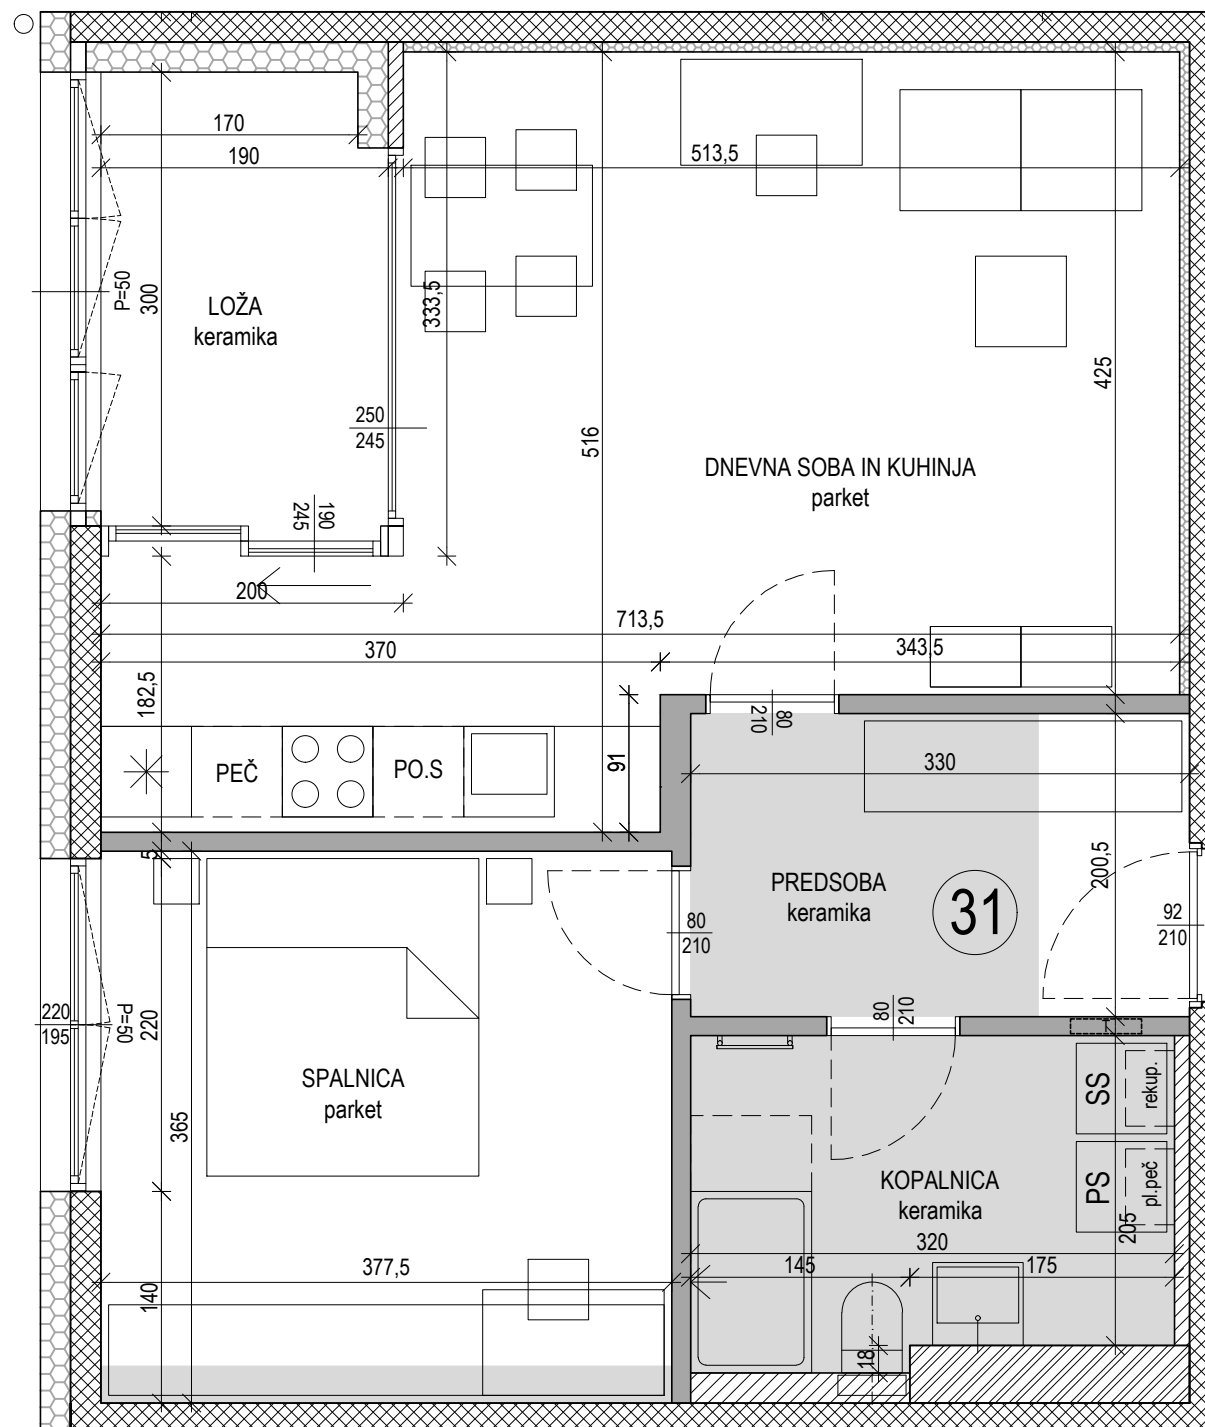 170
190
513,5
P=50
300
LOŽA
keramika
333,5
250
245
516
425
DNEVNA SOBA IN KUHINJA
parket
190
245
200
713,5
370
343,5
182,5
80
210
91
PEČ
PO.S
330
5
PREDSOBA
keramika
31
200,5
80
210
92
210
220
195
P=50
220
80
210
SPALNICA
parket
365
SS
rekup.
PS
pl.peč
KOPALNICA
keramika
205
320
145
175
377,5
140
18